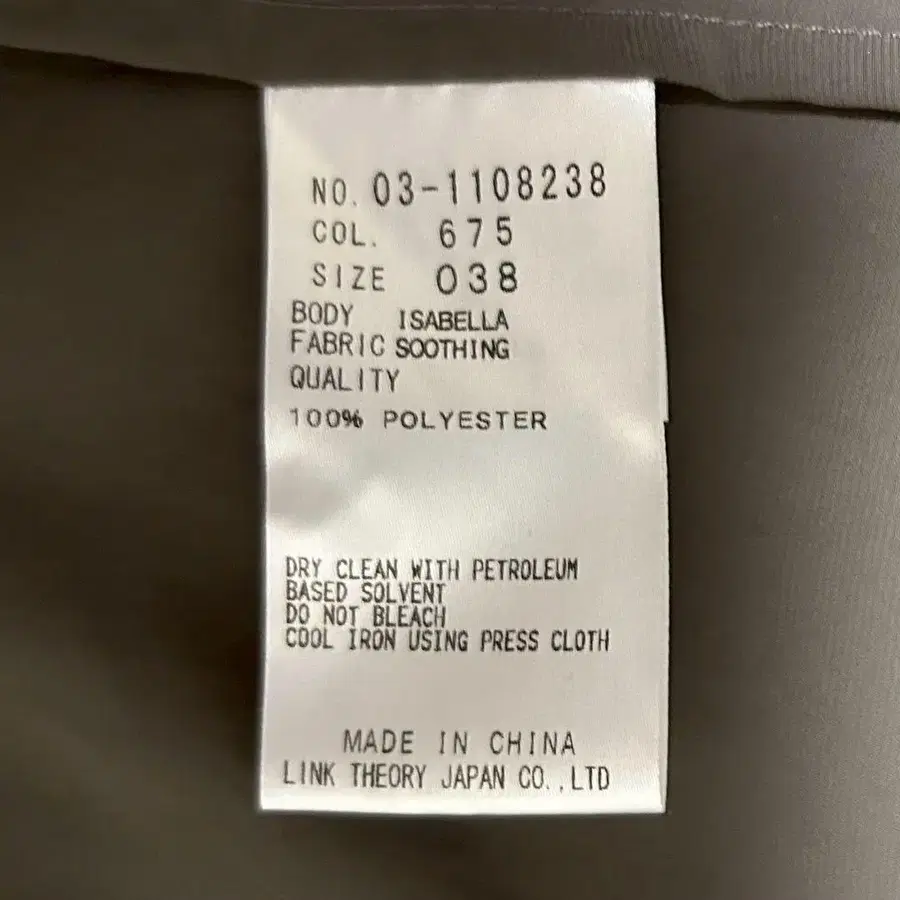 NO. 03-1108238
COL. 675
SIZE 038
BODY ISABELLA
FABRIC SOOTHING
QUALITY
100% POLYESTER
DRY CLEAN WITH PETROLEUM
BASED SOLVENT
DO NOT BLEACH
COOL IRON USING PRESS CLOTH
MADE IN CHINA
LINK THEORY JAPAN CO.,LTD